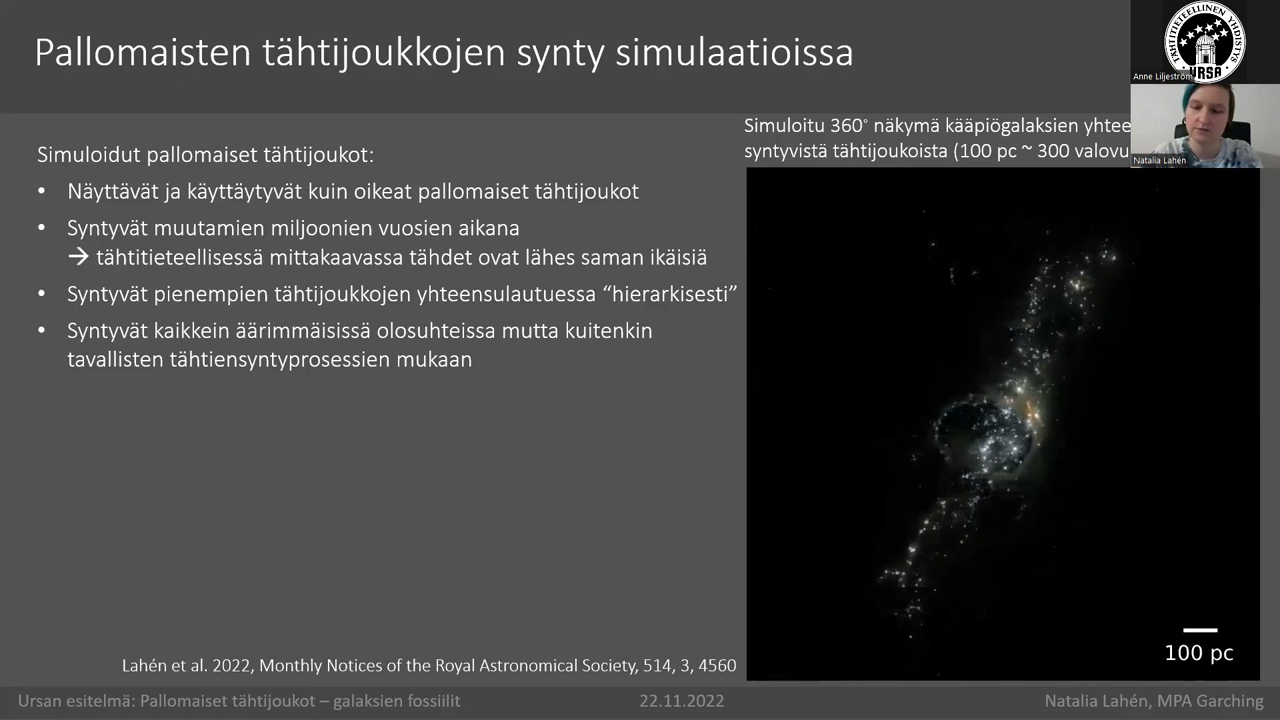 Pallomaisten tähtijoukkojen synty simulaatioissa
TÄHTITIETEELLINEN YHDISTYS
URSA
Anne Liljeström
Natalia Lahén
Simuloitu 360° näkymä kääpiögalaksien yhtee
syntyvistä tähtijoukoista (100 pc ~ 300 valovu
Simuloidut pallomaiset tähtijoukot:
• Näyttävät ja käyttäytyvät kuin oikeat pallomaiset tähtijoukot
• Syntyvät muutamien miljoonien vuosien aikana
→ tähtitieteellisessä mittakaavassa tähdet ovat lähes saman ikäisiä
• Syntyvät pienempien tähtijoukkojen yhteensulautuessa “hierarkisesti”
• Syntyvät kaikkein äärimmäisissä olosuhteissa mutta kuitenkin
tavallisten tähtiensyntyprosessien mukaan
100 pc
Lahén et al. 2022, Monthly Notices of the Royal Astronomical Society, 514, 3, 4560
Ursan esitelmä: Pallomaiset tähtijoukot – galaksien fossiilit
22.11.2022
Natalia Lahén, MPA Garching